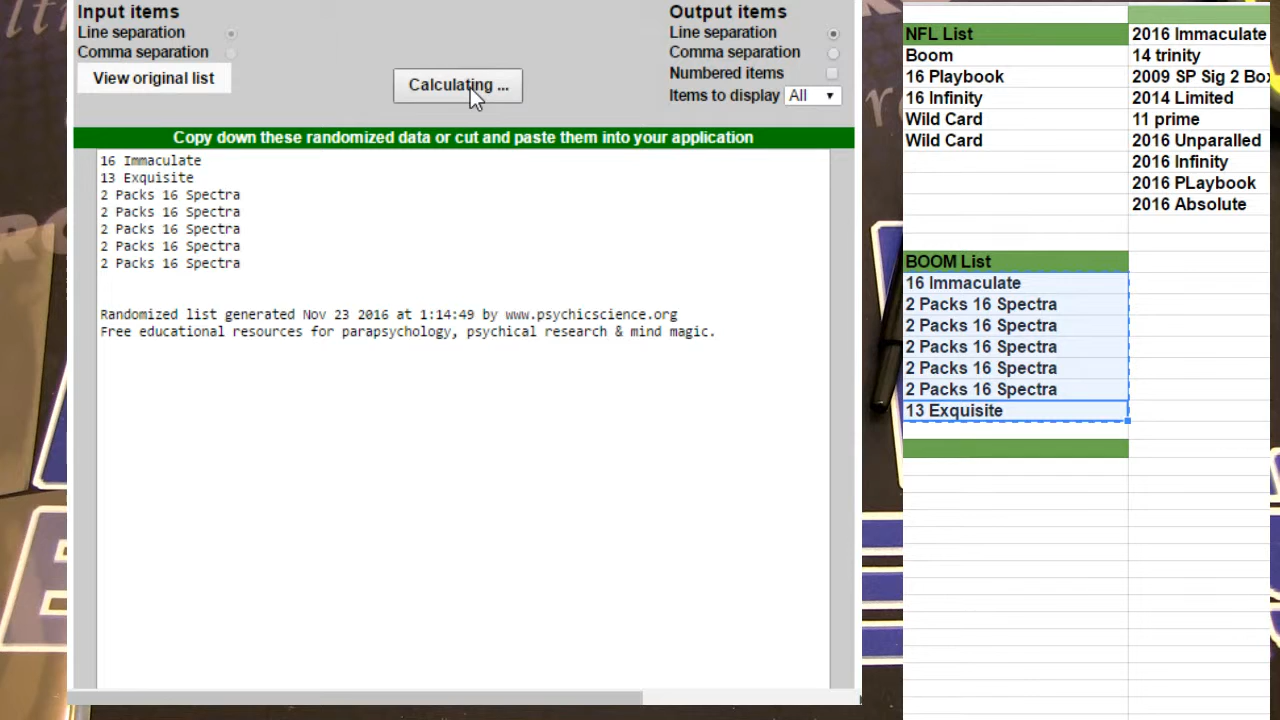 Input items
Line separation
Comma separation
View original list
Calculating ...
Output items
Line separation
Comma separation
Numbered items
Items to display All
Copy down these randomized data or cut and paste them into your application
16 Immaculate
13 Exquisite
2 Packs 16 Spectra
2 Packs 16 Spectra
2 Packs 16 Spectra
2 Packs 16 Spectra
2 Packs 16 Spectra
Randomized list generated Nov 23 2016 at 1:14:49 by www.psychicscience.org
Free educational resources for parapsychology, psychical research & mind magic.
NFL List
Boom
16 Playbook
16 Infinity
Wild Card
Wild Card
BOOM List
16 Immaculate
2 Packs 16 Spectra
2 Packs 16 Spectra
2 Packs 16 Spectra
2 Packs 16 Spectra
2 Packs 16 Spectra
13 Exquisite
2016 Immaculate
14 trinity
2009 SP Sig 2 Box
2014 Limited
11 prime
2016 Unparalled
2016 Infinity
2016 PLaybook
2016 Absolute